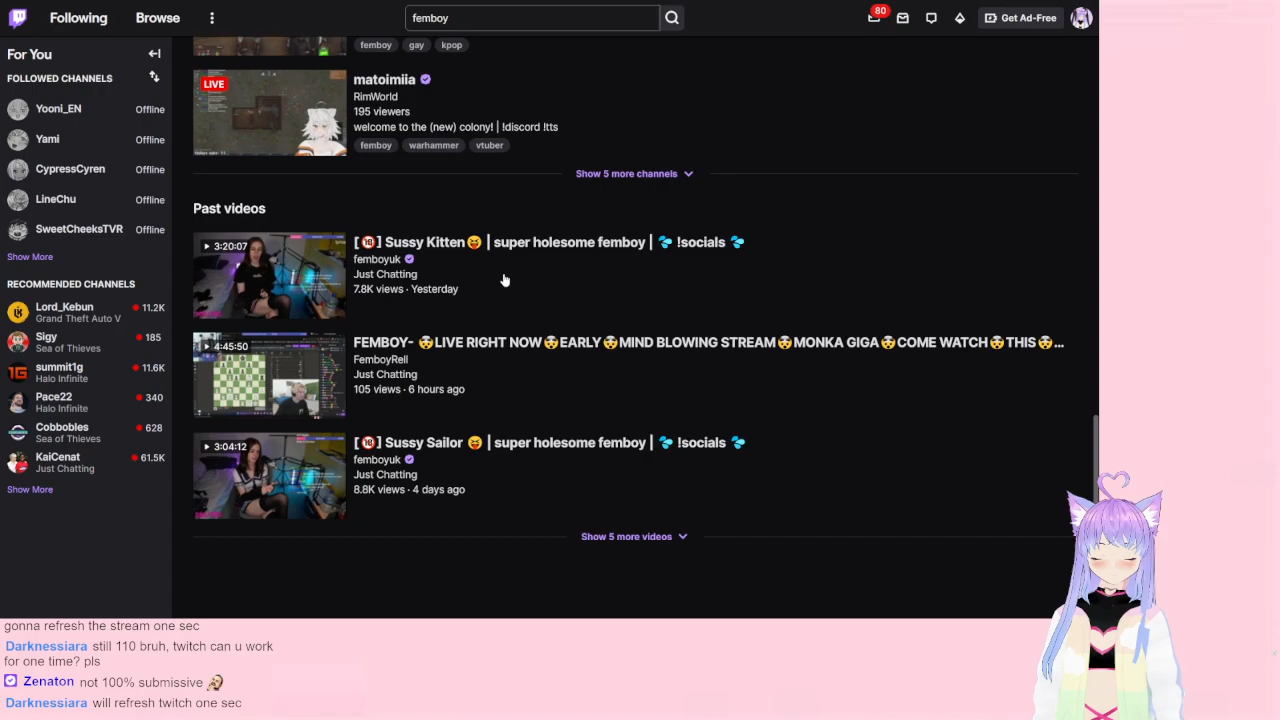 Following
Browse
femboy
80
Get Ad-Free
For You
FOLLOWED CHANNELS
Yooni_EN Offline
Yami Offline
CypressCyren Offline
LineChu Offline
SweetCheeksTVR Offline
Show More
RECOMMENDED CHANNELS
Lord_Kebun 11.2K
Grand Theft Auto V
Sigy 185
Sea of Thieves
summit1g 11.6K
Halo Infinite
Pace22 340
Halo Infinite
Cobbobles 628
Sea of Thieves
KaiCenat 61.5K
Just Chatting
Show More
femboy gay kpop
LIVE
matoimiia
RimWorld
195 viewers
welcome to the (new) colony! | !discord !tts
femboy warhammer vtuber
Show 5 more channels
Past videos
3:20:07
[🔞] Sussy Kitten😝 | super holesome femboy | 💦 !socials 💦
femboyuk
Just Chatting
7.8K views · Yesterday
4:45:50
FEMBOY- 🤯LIVE RIGHT NOW🤯EARLY🤯MIND BLOWING STREAM🤯MONKA GIGA🤯COME WATCH🤯THIS🤯...
FemboyRell
Just Chatting
105 views · 6 hours ago
3:04:12
[🔞] Sussy Sailor 😝 | super holesome femboy | 💦 !socials 💦
femboyuk
Just Chatting
8.8K views · 4 days ago
Show 5 more videos
gonna refresh the stream one sec
Darknessiara still 110 bruh, twitch can u work
for one time? pls
Zenaton not 100% submissive
Darknessiara will refresh twitch one sec